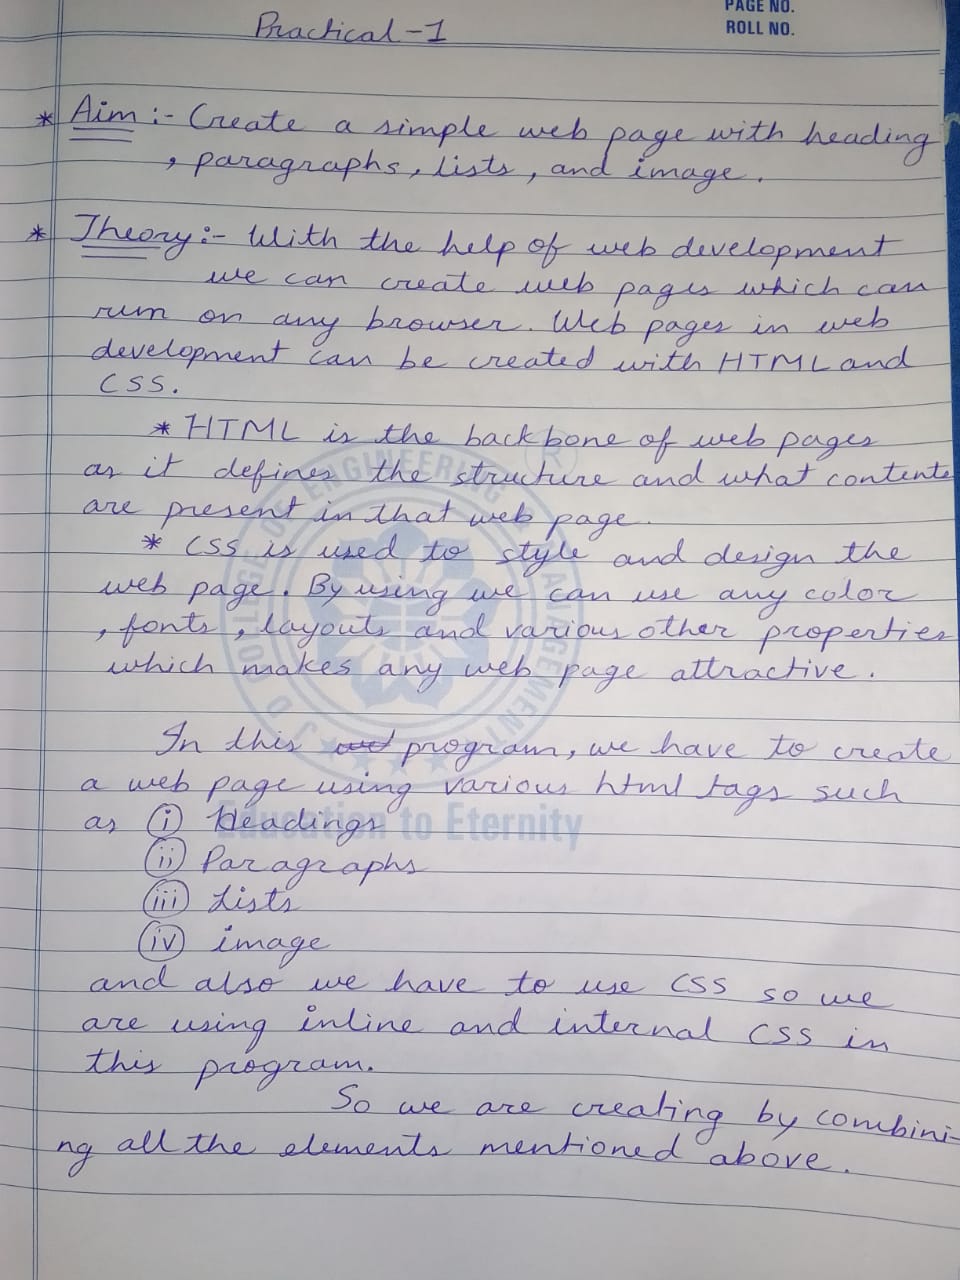 PAGE NO.
ROLL NO.
Practical-1
* Aim :- Create a simple web page with heading
, paragraphs, lists, and image.
* Theory:- With the help of web development
we can create web pages which can
run on any browser. Web pages in web
development can be created with HTML and
CSS.
* HTML is the backbone of web pages
as it defines the structure and what contents
are present in that web page.
* CSS is used to style and design the
web page. By using we can use any color
, fonts, layouts and various other properties
which makes any web page attractive.
In this program, we have to create
a web page using various html tags such
as (i) Headings
(ii) Paragraphs
(iii) Lists
(iv) image
and also we have to use CSS so we
are using inline and internal CSS in
this program.
So we are creating by combini-
ng all the elements mentioned above.
J D COLLEGE OF ENGINEERING MANAGEMENT
Education to Eternity